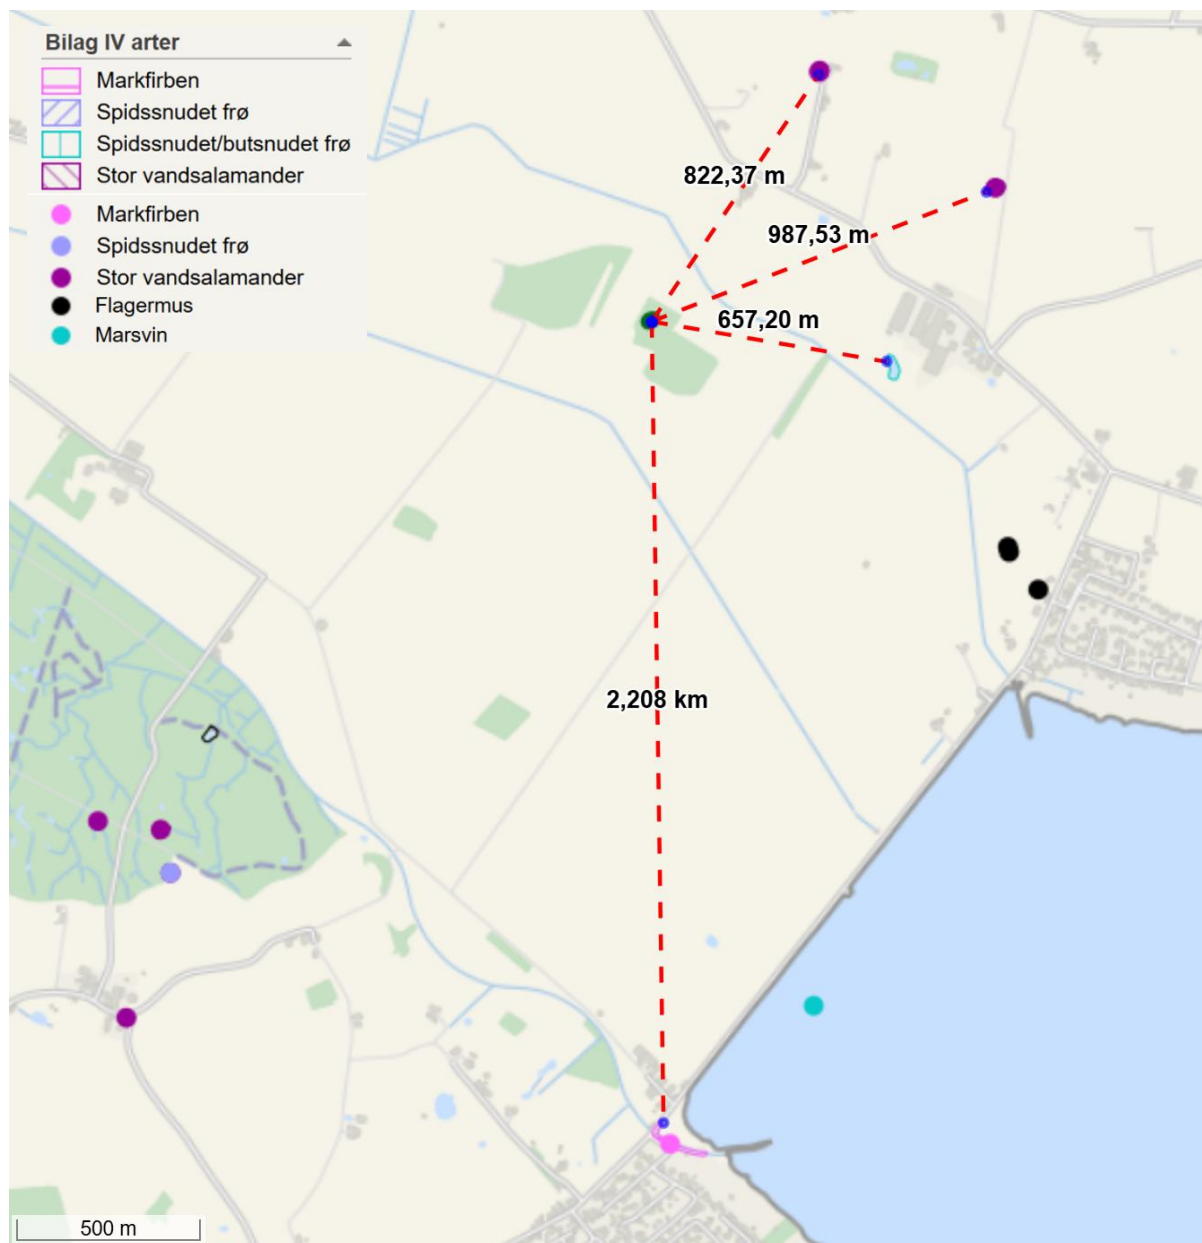 Bilag IV arter
Markfirben
Spidssnudet frø
Spidssnudet/butsnudet frø
Stor vandsalamander
Markfirben
Spidssnudet frø
Stor vandsalamander
Flagermus
Marsvin
822,37 m
987,53 m
657,20 m
2,208 km
500 m